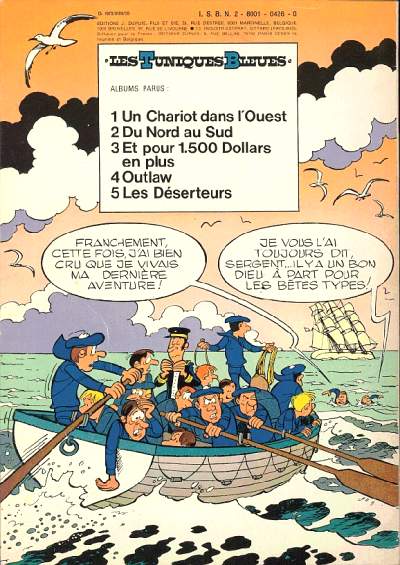 I. S. B. N. 2 - 8001 - 0426 - 0
LES TUNIQUES BLEUES
ALBUMS PARUS :
1 Un Chariot dans l'Ouest
2 Du Nord au Sud
3 Et pour 1.500 Dollars
en plus
4 Outlaw
5 Les Déserteurs
FRANCHEMENT,
CETTE FOIS, J'AI BIEN
CRU QUE JE VIVAIS
MA DERNIÈRE
AVENTURE !
JE VOUS L'AI
TOUJOURS DIT,
SERGENT... IL Y A UN BON
DIEU À PART POUR
LES BÊTES TYPES !